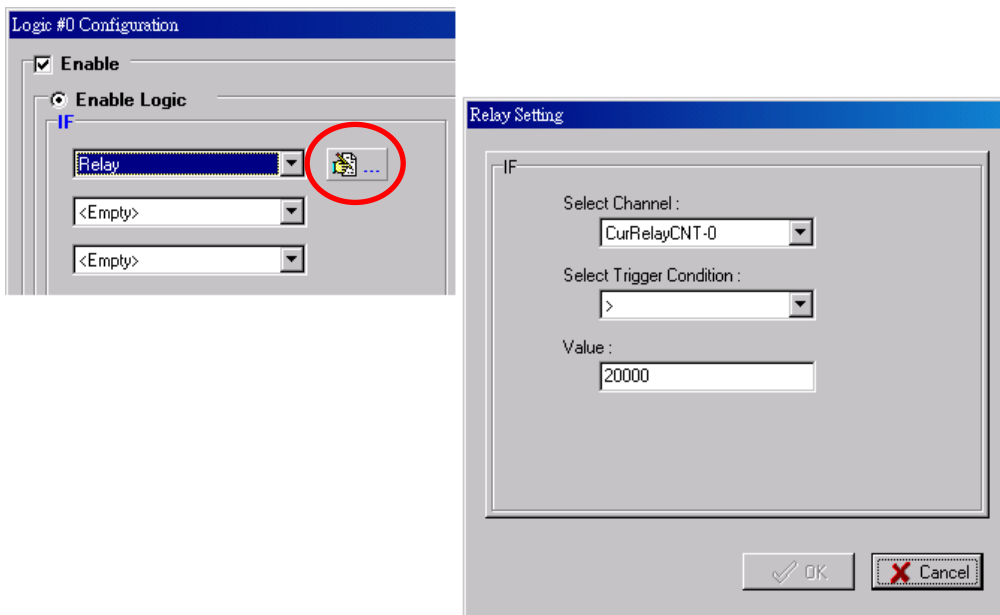 Logic #0 Configuration
Enable
Enable Logic
IF
Relay
...
<Empty>
<Empty>
Relay Setting
IF
Select Channel :
CurRelayCNT-0
Select Trigger Condition :
>
Value :
20000
OK
Cancel